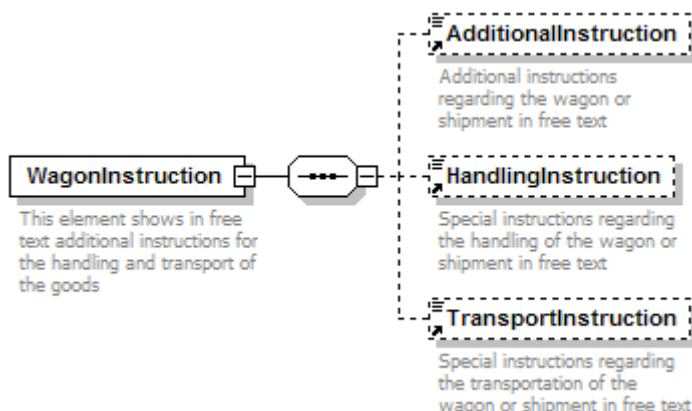 AdditionalInstruction
Additional instructions
regarding the wagon or
shipment in free text
WagonInstruction
This element shows in free
text additional instructions for
the handling and transport of
the goods
HandlingInstruction
Special instructions regarding
the handling of the wagon or
shipment in free text
TransportInstruction
Special instructions regarding
the transportation of the
wagon or shipment in free text